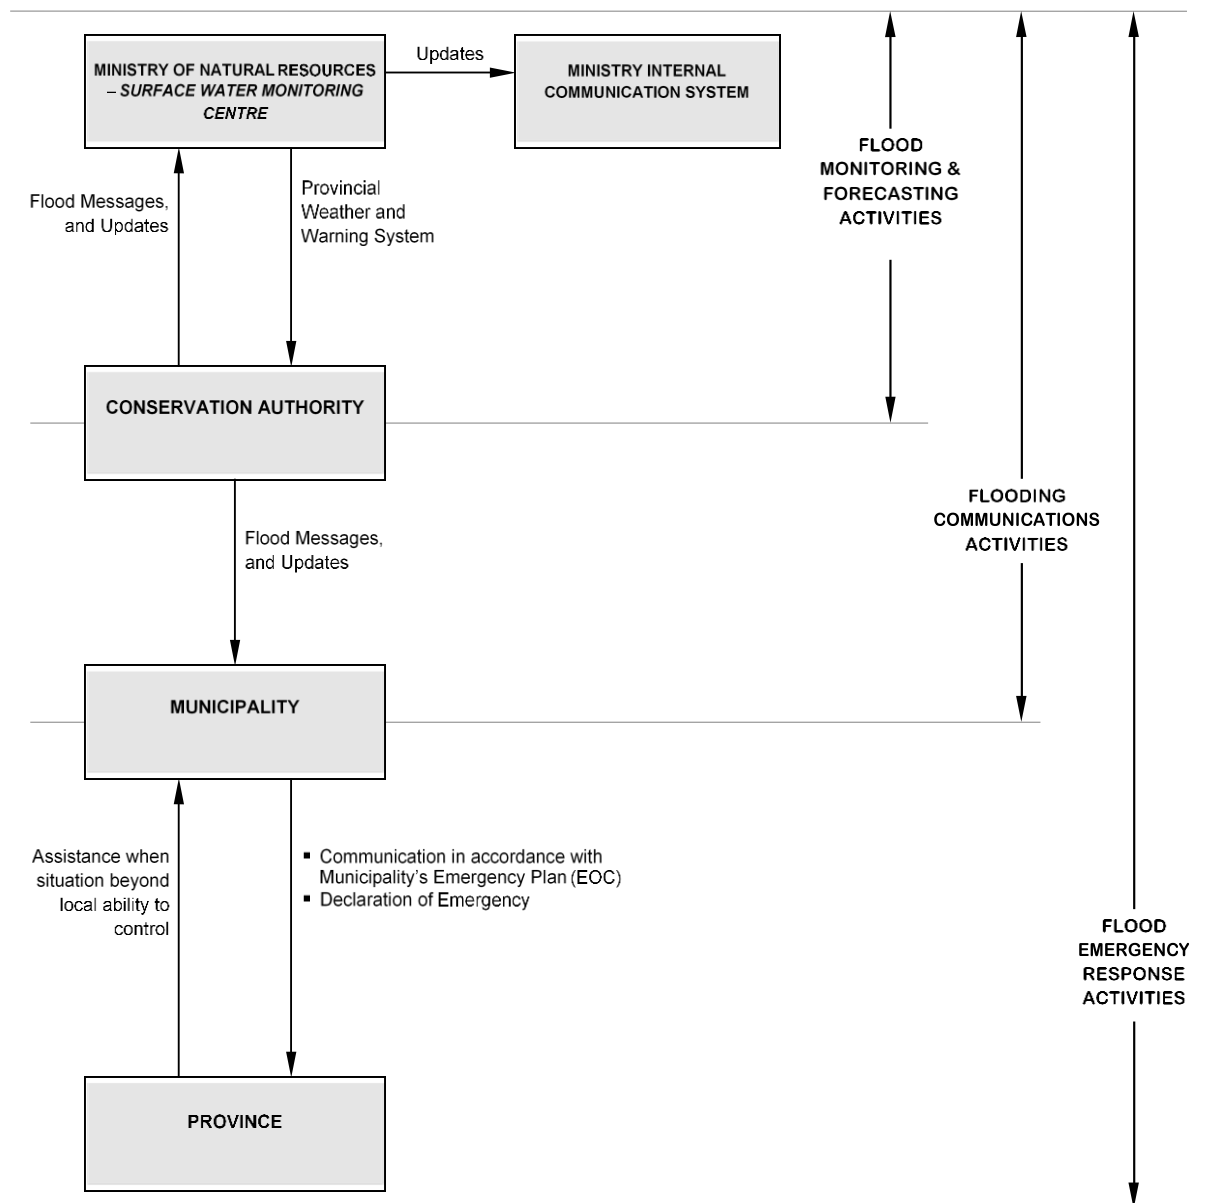 MINISTRY OF NATURAL RESOURCES
– SURFACE WATER MONITORING
CENTRE
Updates
MINISTRY INTERNAL
COMMUNICATION SYSTEM
FLOOD
MONITORING &
FORECASTING
ACTIVITIES
Flood Messages,
and Updates
Provincial
Weather and
Warning System
CONSERVATION AUTHORITY
FLOODING
COMMUNICATIONS
ACTIVITIES
Flood Messages,
and Updates
MUNICIPALITY
Assistance when
situation beyond
local ability to
control
▪ Communication in accordance with
Municipality’s Emergency Plan (EOC)
▪ Declaration of Emergency
FLOOD
EMERGENCY
RESPONSE
ACTIVITIES
PROVINCE